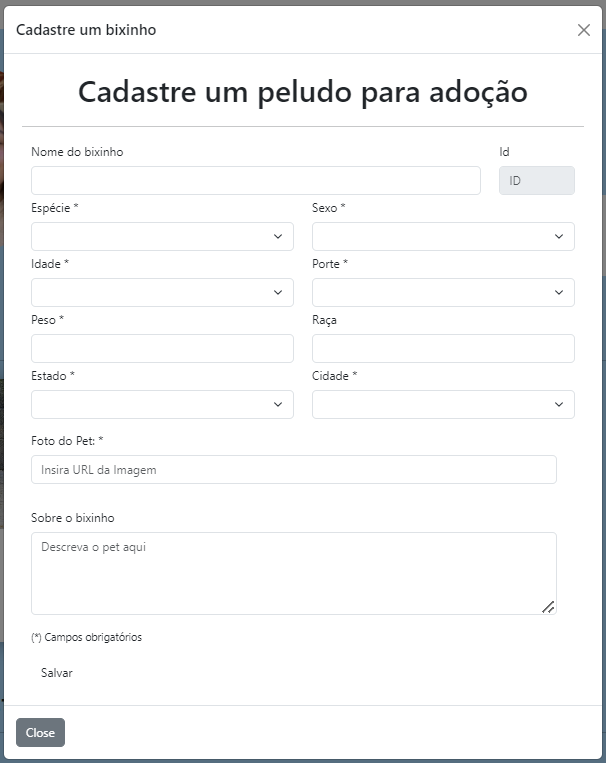 Cadastre um bixinho
Cadastre um peludo para adoção
Nome do bixinho Id
ID
Espécie * Sexo *
Idade * Porte *
Peso * Raça
Estado * Cidade *
Foto do Pet: *
Insira URL da Imagem
Sobre o bixinho
Descreva o pet aqui
(*) Campos obrigatórios
Salvar
Close